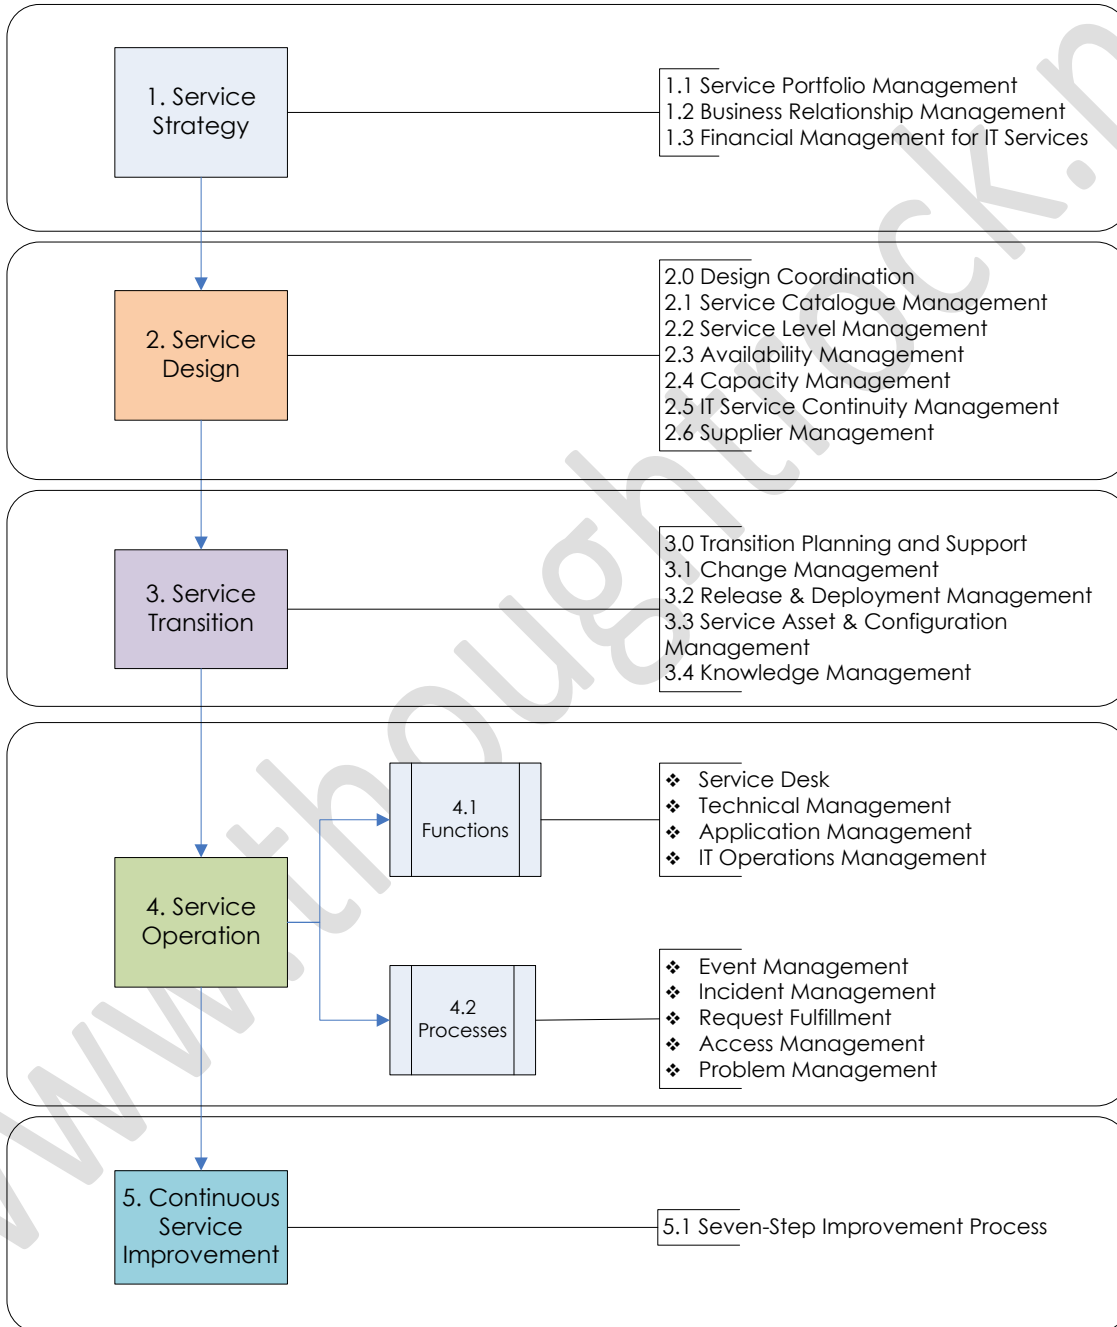 1. Service
Strategy
1.1 Service Portfolio Management
1.2 Business Relationship Management
1.3 Financial Management for IT Services
2. Service
Design
2.0 Design Coordination
2.1 Service Catalogue Management
2.2 Service Level Management
2.3 Availability Management
2.4 Capacity Management
2.5 IT Service Continuity Management
2.6 Supplier Management
3. Service
Transition
3.0 Transition Planning and Support
3.1 Change Management
3.2 Release & Deployment Management
3.3 Service Asset & Configuration
Management
3.4 Knowledge Management
4. Service
Operation
4.1
Functions
❖ Service Desk
❖ Technical Management
❖ Application Management
❖ IT Operations Management
4.2
Processes
❖ Event Management
❖ Incident Management
❖ Request Fulfillment
❖ Access Management
❖ Problem Management
5. Continuous
Service
Improvement
5.1 Seven-Step Improvement Process
www.thoughtrock.n